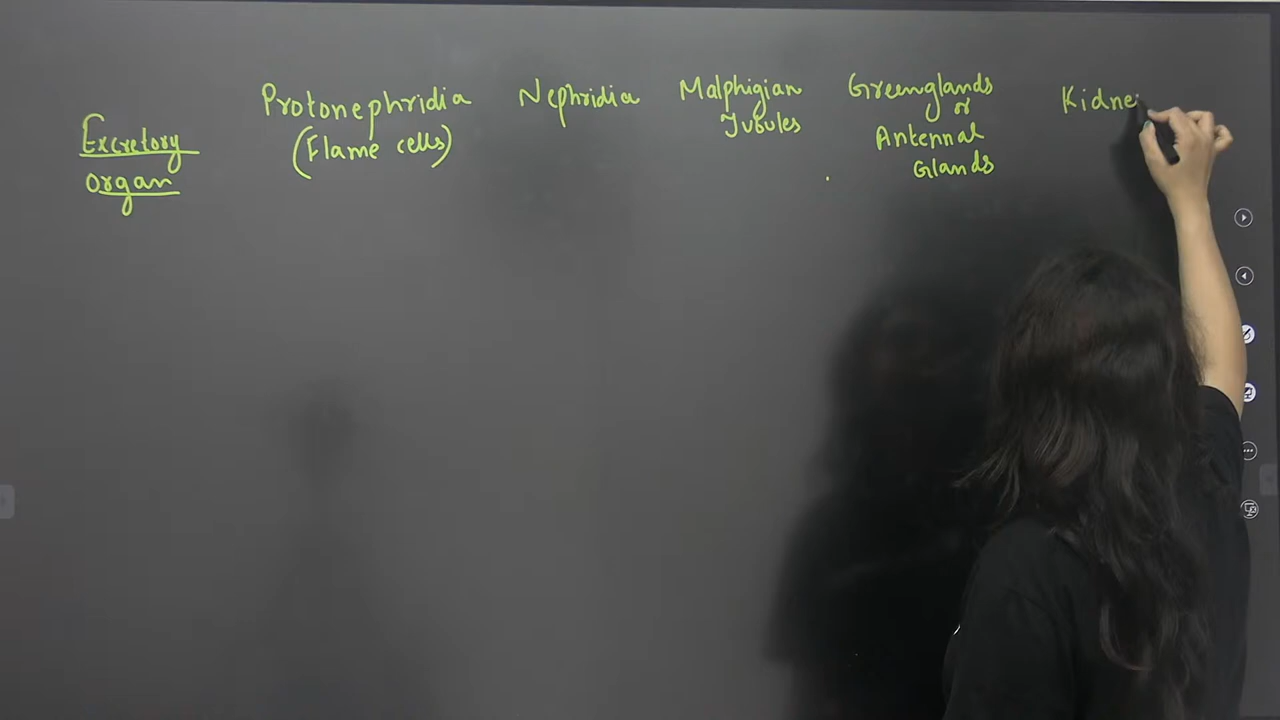 Excretory
Organ
Protonephridia
(Flame cells)
Nephridia
Malphigian
Tubules
Greenglands
or
Antennal
Glands
Kidne